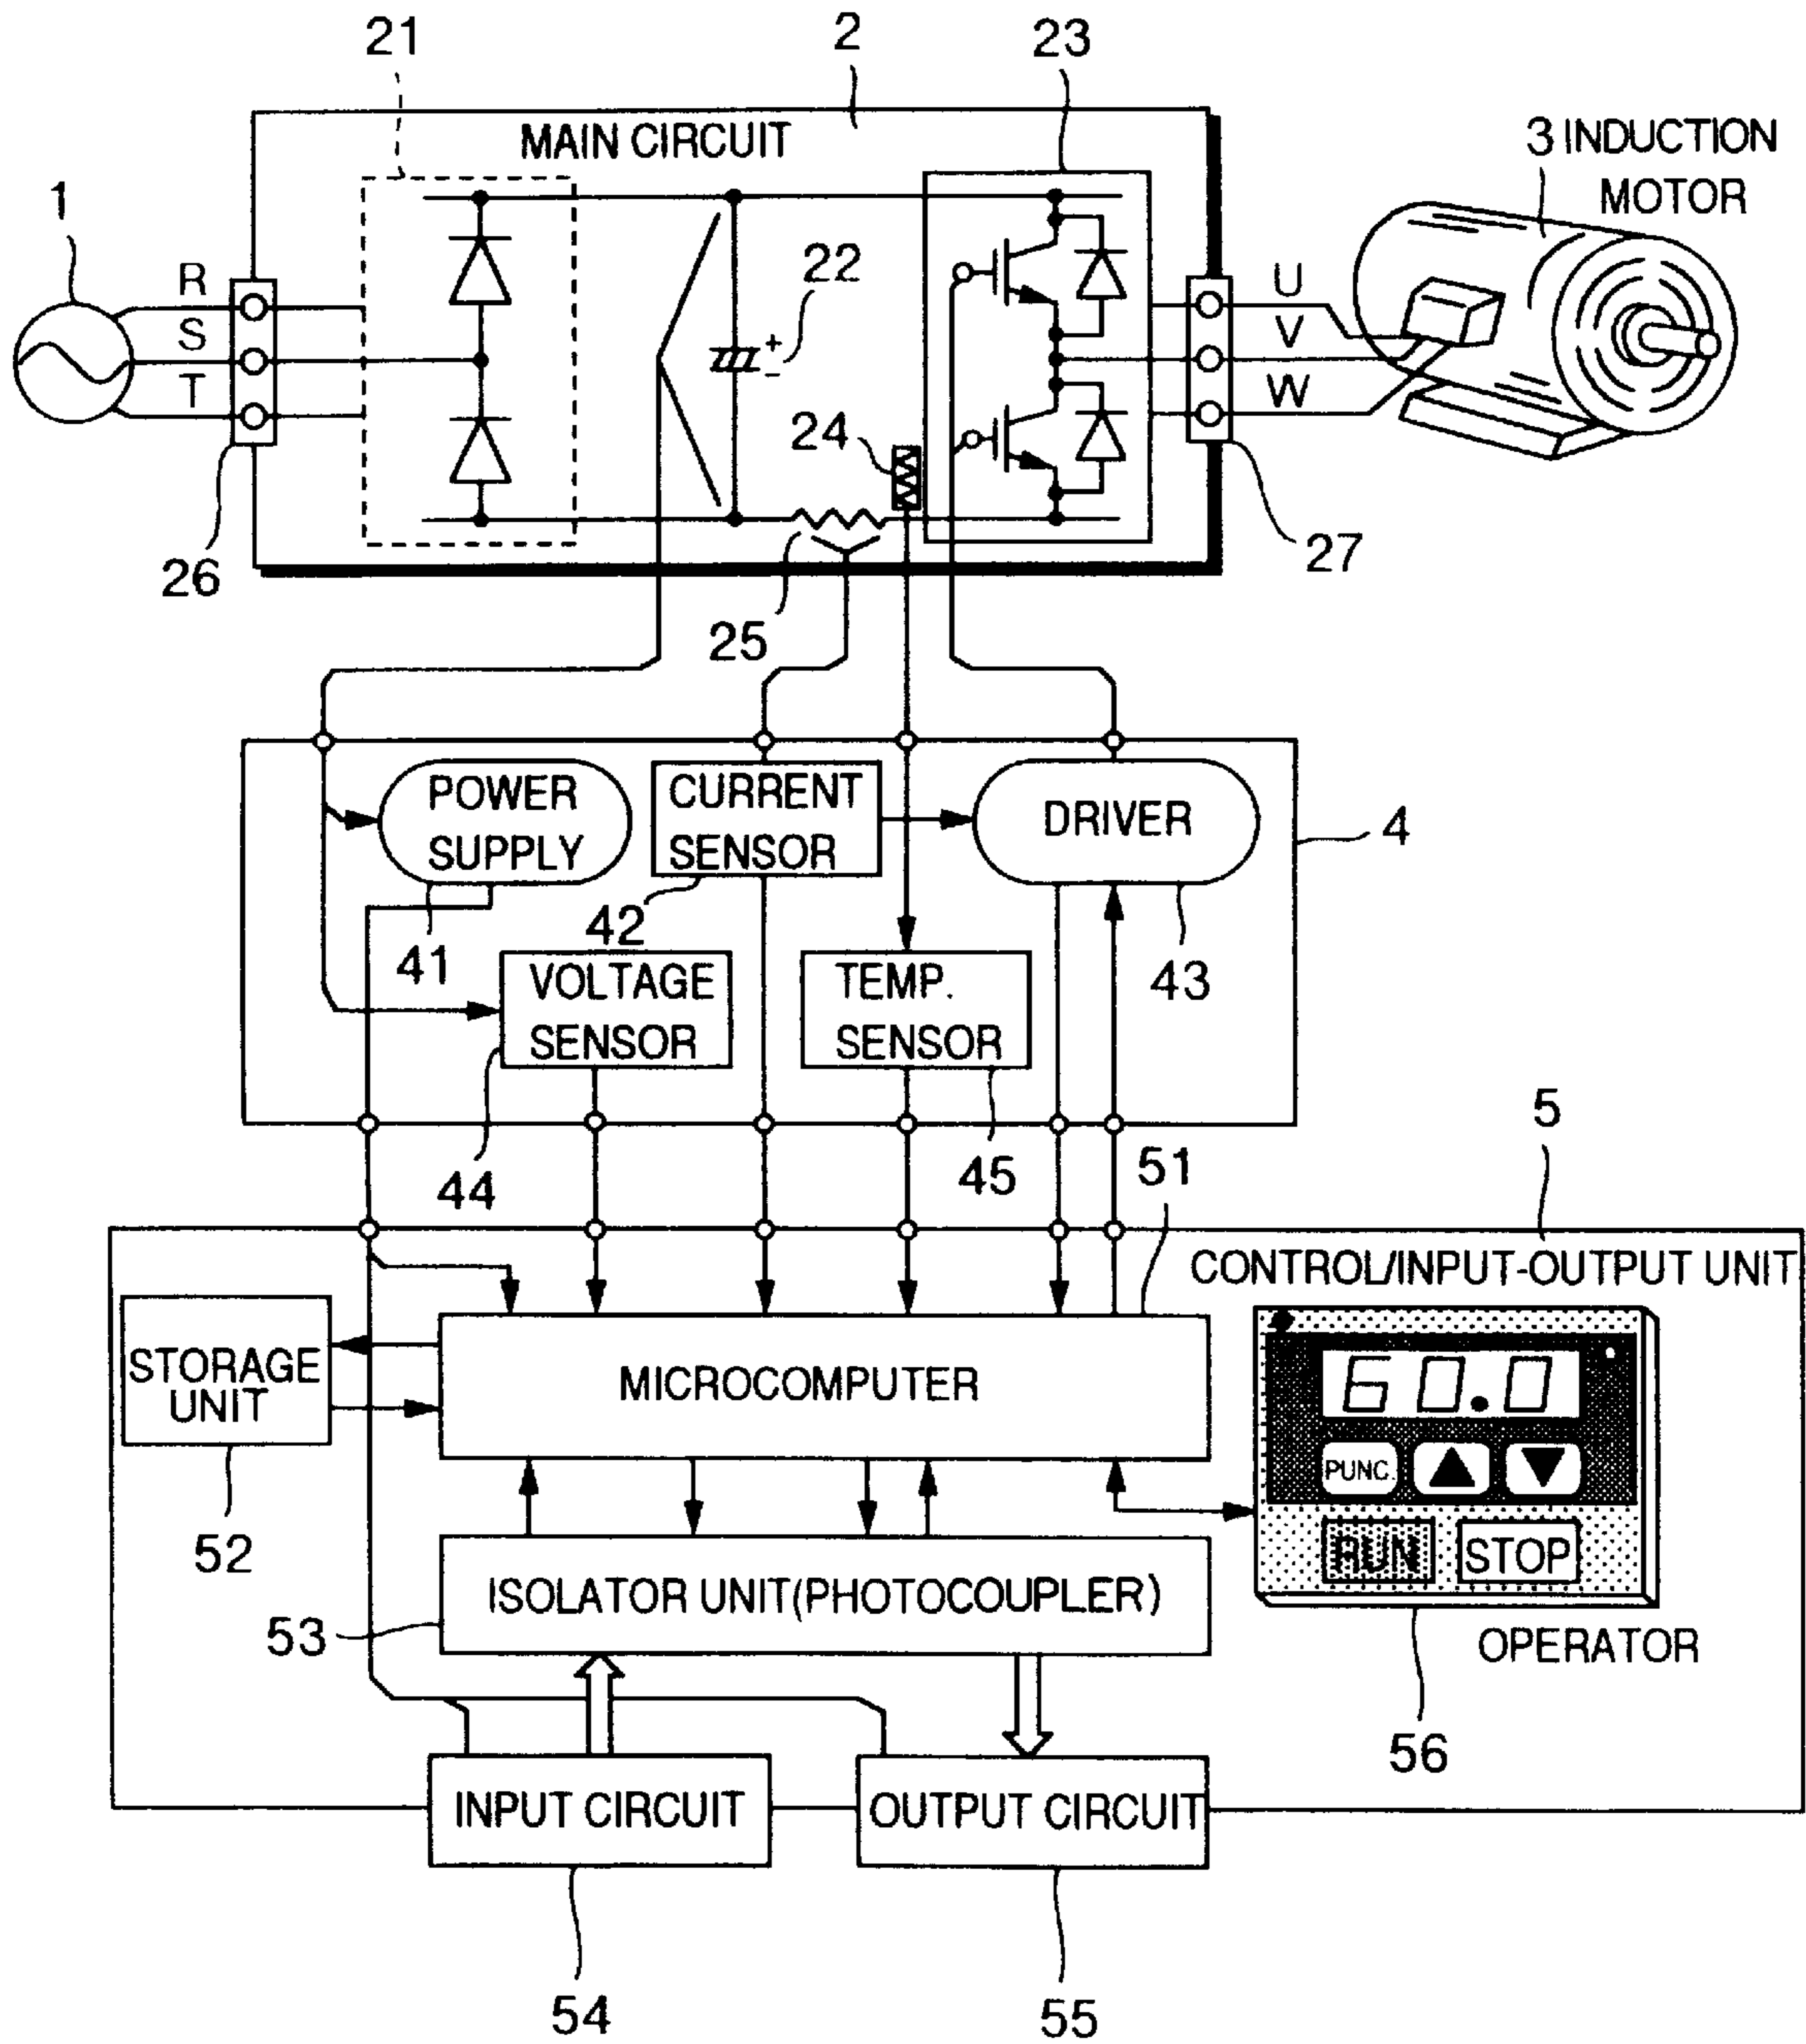 21
2
23
MAIN CIRCUIT
3 INDUCTION
MOTOR
1
R
S
T
22
+
-
24
U
V
W
26
25
27
POWER
SUPPLY
CURRENT
SENSOR
DRIVER
4
41
42
43
VOLTAGE
SENSOR
TEMP.
SENSOR
44
45
51
5
CONTROL/INPUT-OUTPUT UNIT
STORAGE
UNIT
MICROCOMPUTER
60.0
PUNC.
RUN
STOP
52
ISOLATOR UNIT(PHOTOCOUPLER)
53
OPERATOR
56
INPUT CIRCUIT
OUTPUT CIRCUIT
54
55